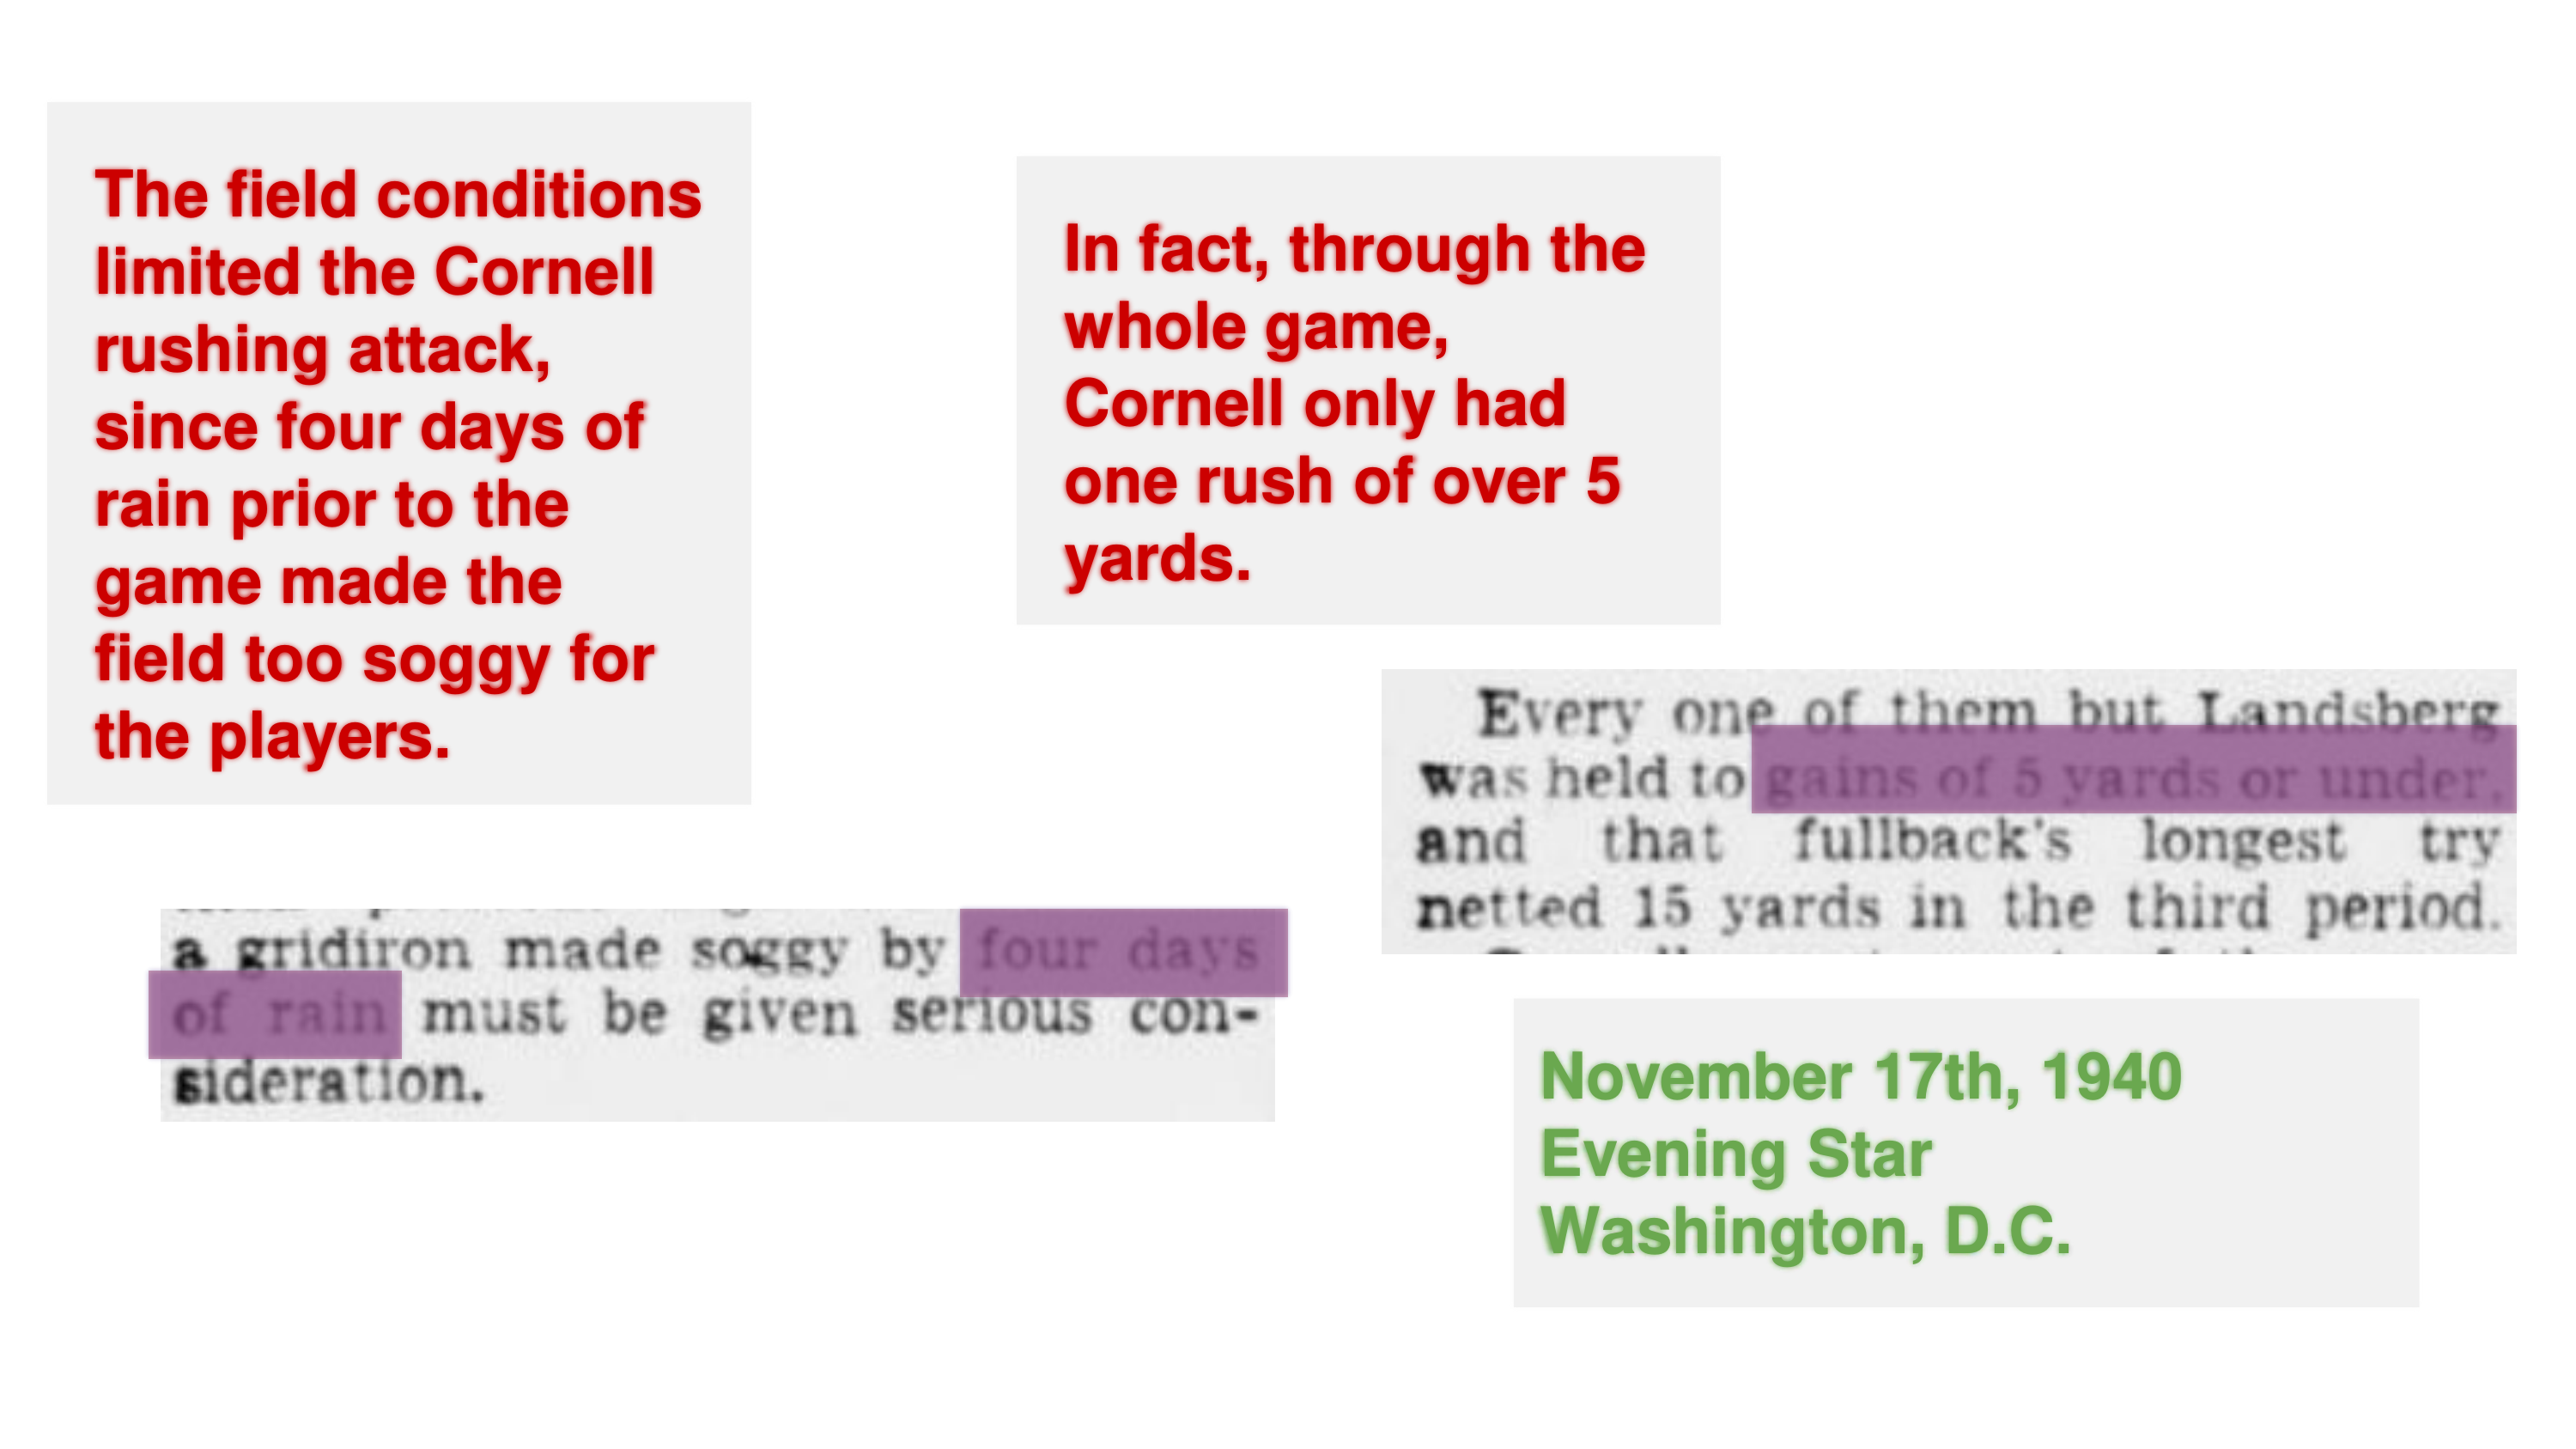 The field conditions
limited the Cornell
rushing attack,
since four days of
rain prior to the
game made the
field too soggy for
the players.
In fact, through the
whole game,
Cornell only had
one rush of over 5
yards.
Every one of them but Landsberg
was held to gains of 5 yards or under,
and that fullback's longest try
netted 15 yards in the third period.
a gridiron made soggy by four days
of rain must be given serious con-
sideration.
November 17th, 1940
Evening Star
Washington, D.C.